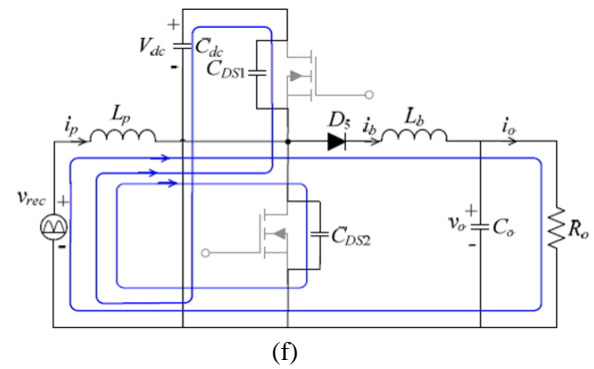 +
V_dc
-
C_dc
C_DS1
i_p
L_p
D_5
i_b
L_b
i_o
v_rec
+
-
C_DS2
+
v_o
-
C_o
R_o
(f)